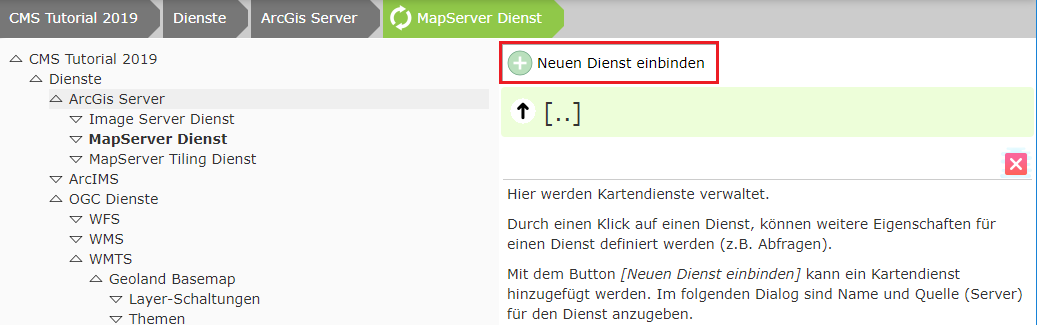 CMS Tutorial 2019 Dienste ArcGis Server MapServer Dienst
CMS Tutorial 2019
Dienste
ArcGis Server
Image Server Dienst
MapServer Dienst
MapServer Tiling Dienst
ArcIMS
OGC Dienste
WFS
WMS
WMTS
Geoland Basemap
Layer-Schaltungen
Themen
Neuen Dienst einbinden
[..]
Hier werden Kartendienste verwaltet.
Durch einen Klick auf einen Dienst, können weitere Eigenschaften für
einen Dienst definiert werden (z.B. Abfragen).
Mit dem Button [Neuen Dienst einbinden] kann ein Kartendienst
hinzugefügt werden. Im folgenden Dialog sind Name und Quelle (Server)
für den Dienst anzugeben.